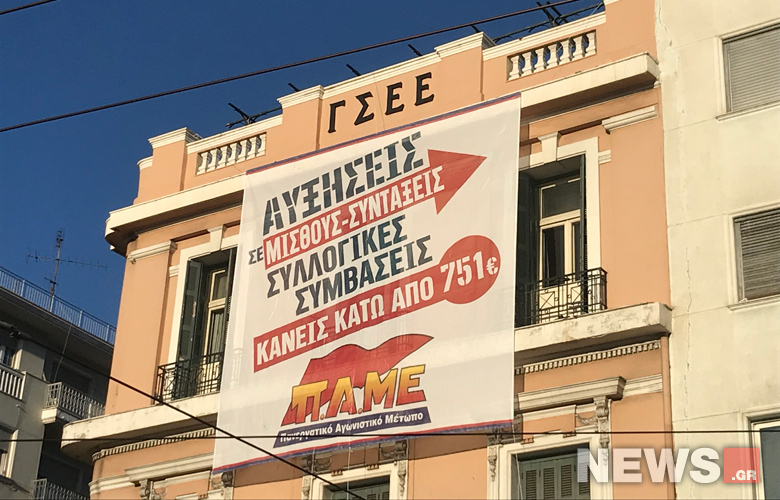 ΓΣΕΕ
ΑΥΞΗΣΕΙΣ
ΣΕ ΜΙΣΘΟΥΣ-ΣΥΝΤΑΞΕΙΣ
ΣΥΛΛΟΓΙΚΕΣ
ΣΥΜΒΑΣΕΙΣ
ΚΑΝΕΙΣ ΚΑΤΩ ΑΠΟ 751€
Π.Α.ΜΕ
Πανεργατικό Αγωνιστικό Μέτωπο
NEWS.GR